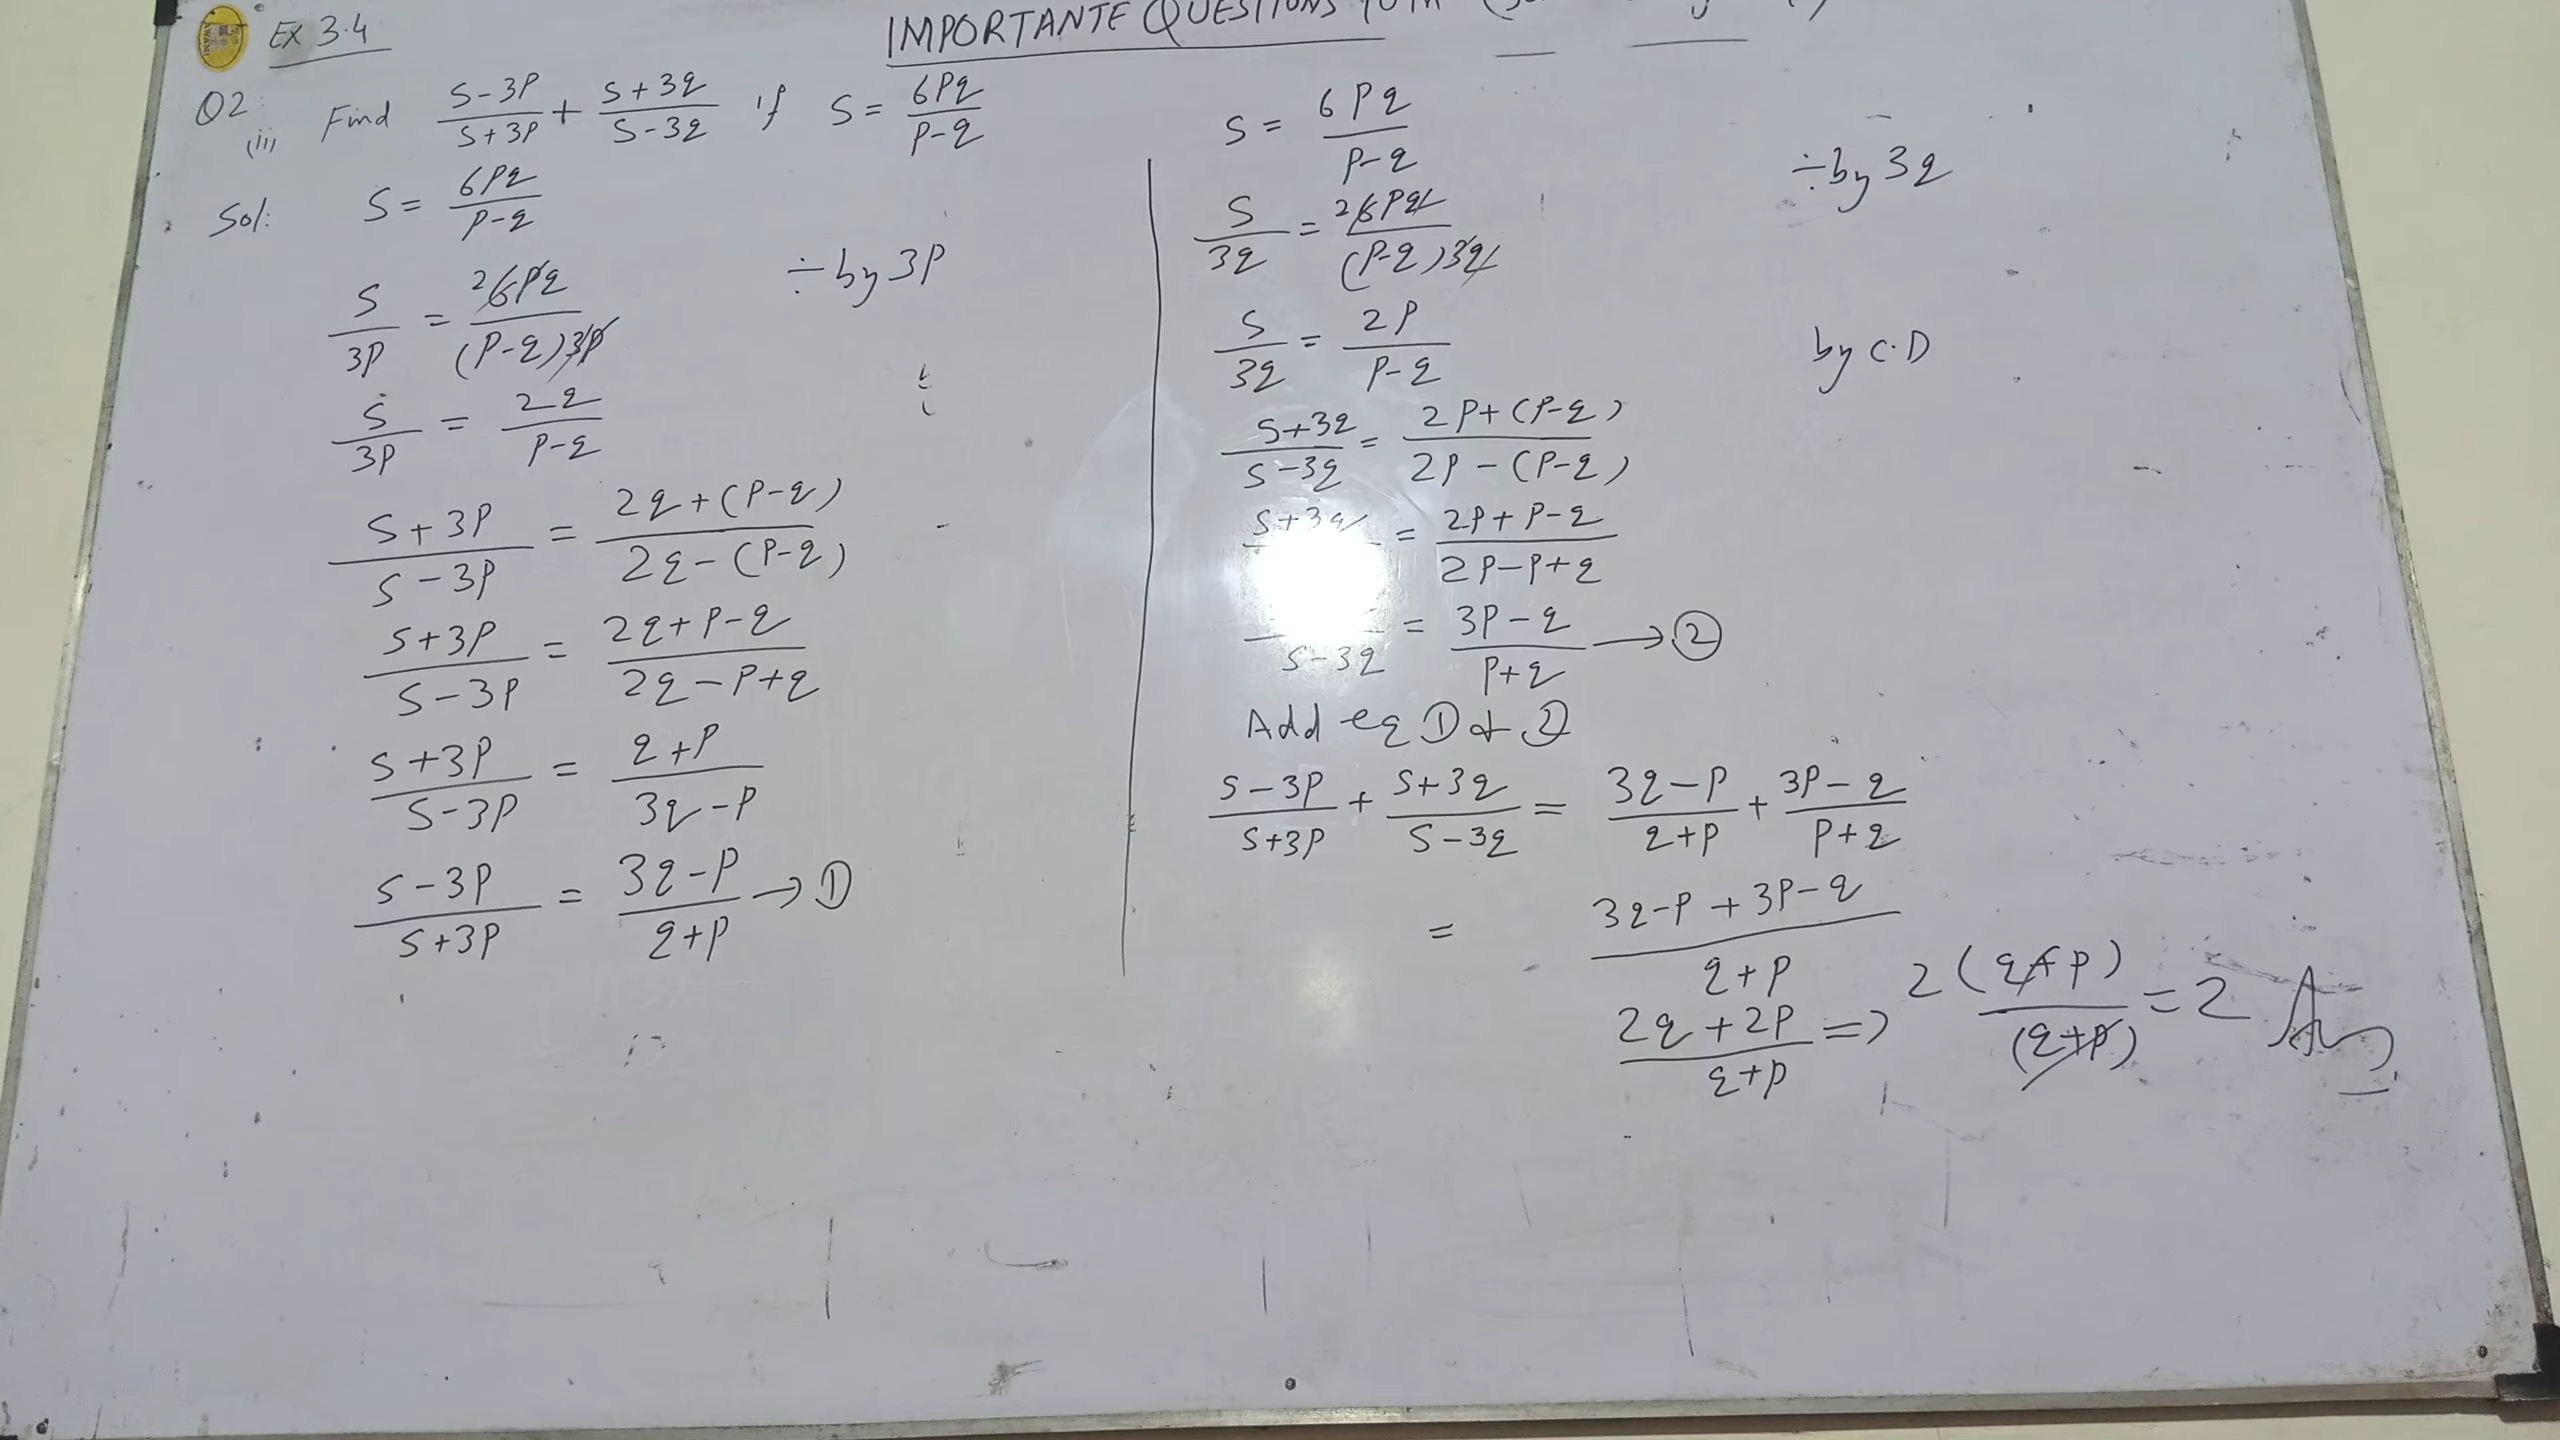 Ex 3.4
IMPORTANTE QUESTIONS
Q2:
(ii) Find (S-3P)/(S+3P) + (S+3q)/(S-3q) if S = 6Pq/(P-q)
Sol: S = 6Pq/(P-q)
÷by 3P
S/3P = 2 6Pq/((P-q)3P)
S/3P = 2q/(P-q)
(S+3P)/(S-3P) = (2q+(P-q))/(2q-(P-q))
(S+3P)/(S-3P) = (2q+P-q)/(2q-P+q)
(S+3P)/(S-3P) = (q+P)/(3q-P)
(S-3P)/(S+3P) = (3q-P)/(q+P) → ①
S = 6Pq/(P-q)
÷by 3q
S/3q = 2 6Pq/((P-q)3q)
S/3q = 2P/(P-q)
by C.D
(S+3q)/(S-3q) = (2P+(P-q))/(2P-(P-q))
S+3q = (2P+P-q)/(2P-P+q)
S-3q = (3P-q)/(P+q) → ②
Add eq ① & ②
(S-3P)/(S+3P) + (S+3q)/(S-3q) = (3q-P)/(q+P) + (3P-q)/(P+q)
= (3q-P+3P-q)/(q+P)
(2q+2P)/(q+P) => 2(q+P)/(q+P) = 2 Ans